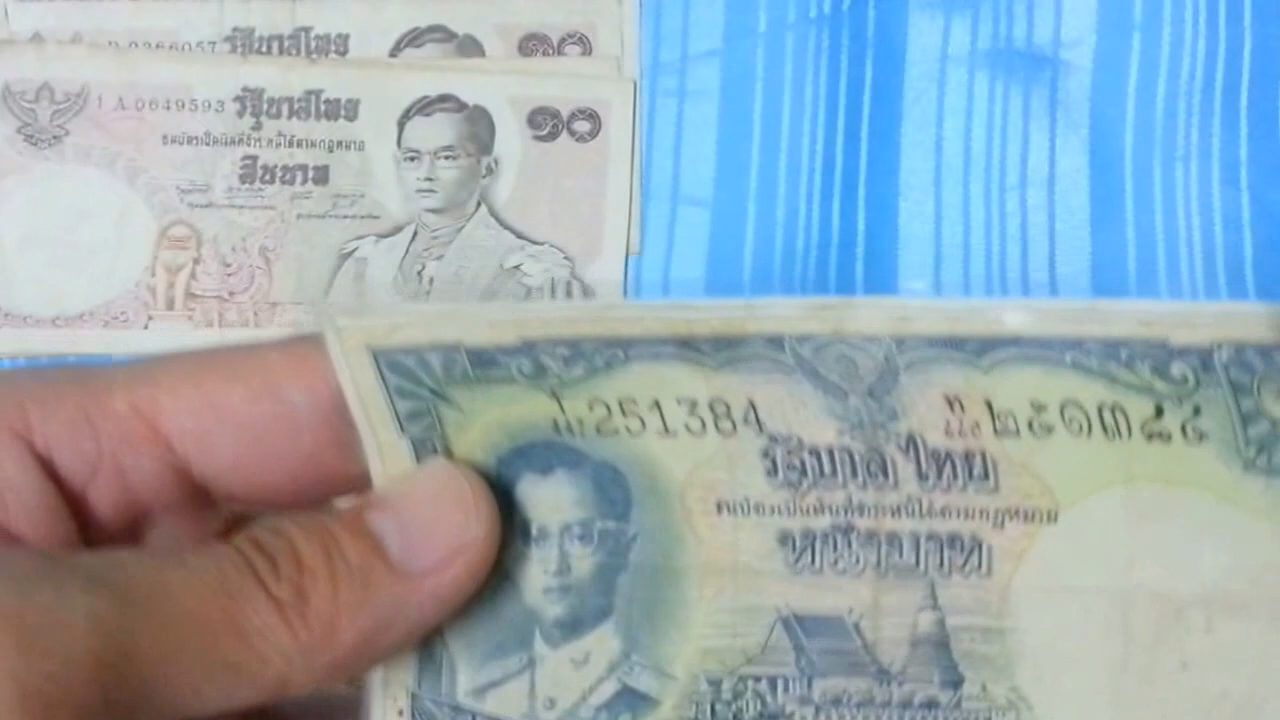 0266057 รัฐบาลไทย ๑๐
1 A 0649593 รัฐบาลไทย ๑๐
ธนบัตรเป็นเงินที่ชำระหนี้ได้ตามกฎหมาย
สิบบาท
251384 ๒๕๑๓๘๔
รัฐบาลไทย
ธนบัตรเป็นเงินที่ชำระหนี้ได้ตามกฎหมาย
หนึ่งบาท